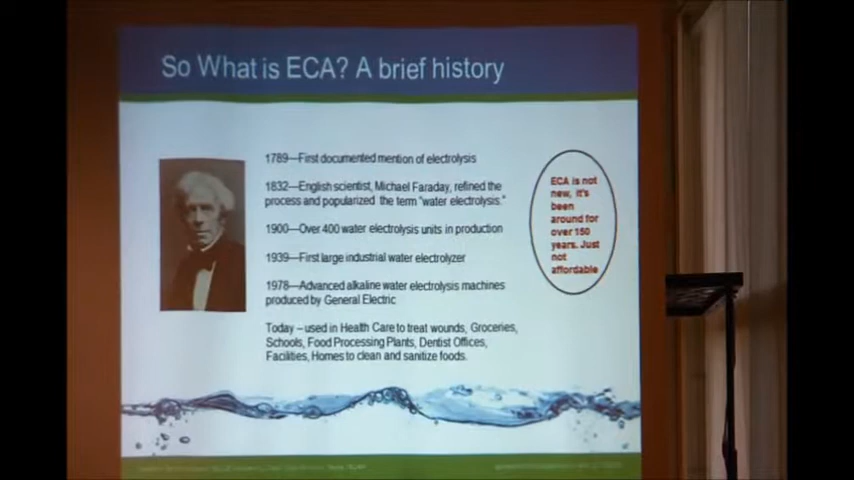 So What is ECA? A brief history
1789—First documented mention of electrolysis
1832—English scientist, Michael Faraday, refined the
process and popularized the term "water electrolysis."
1900—Over 400 water electrolysis units in production
1939—First large industrial water electrolyzer
1978—Advanced alkaline water electrolysis machines
produced by General Electric
Today – used in Health Care to treat wounds, Groceries,
Schools, Food Processing Plants, Dentist Offices,
Facilities, Homes to clean and sanitize foods.
ECA is not
new, it's
been
around for
over 150
years. Just
not
affordable